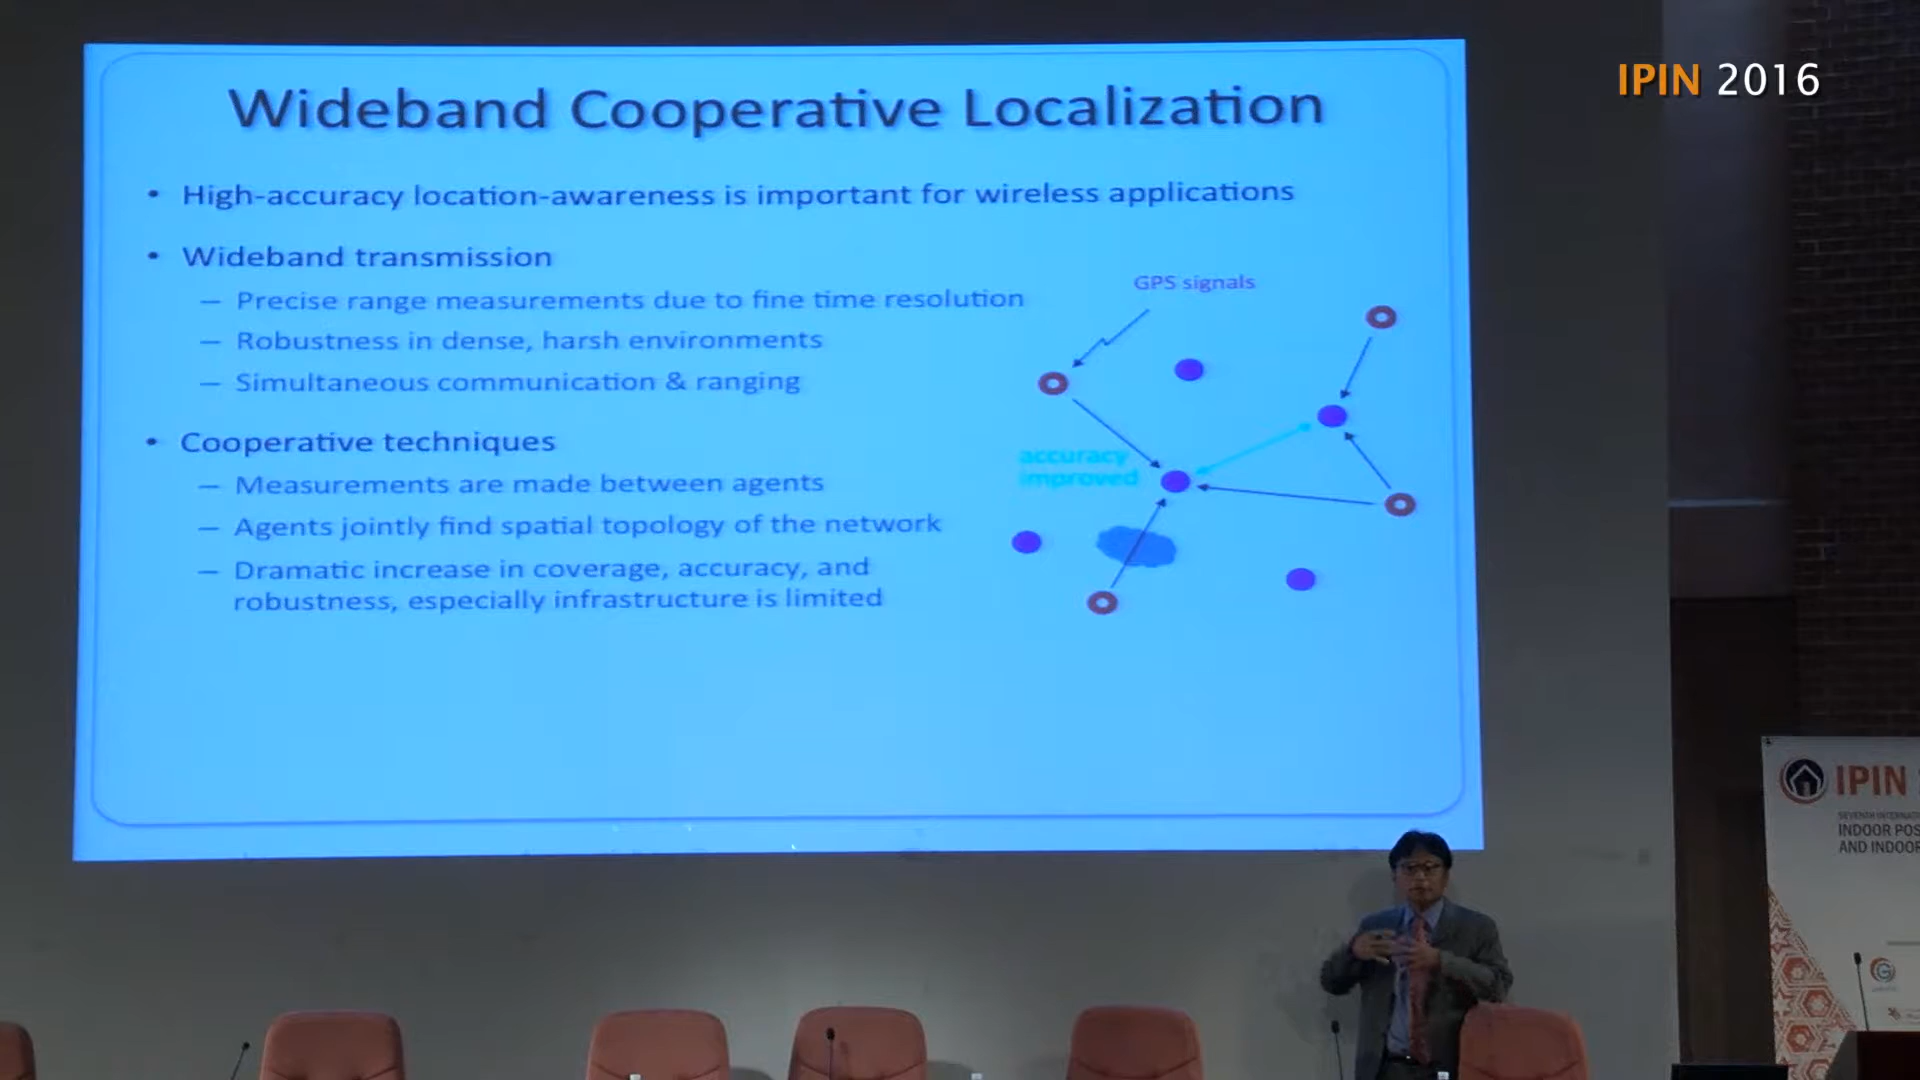 IPIN 2016
Wideband Cooperative Localization
• High-accuracy location-awareness is important for wireless applications
• Wideband transmission
– Precise range measurements due to fine time resolution
– Robustness in dense, harsh environments
– Simultaneous communication & ranging
• Cooperative techniques
– Measurements are made between agents
– Agents jointly find spatial topology of the network
– Dramatic increase in coverage, accuracy, and
robustness, especially infrastructure is limited
GPS signals
accuracy
improved
IPIN
SEVENTH
INDOOR POS
AND INDOOR